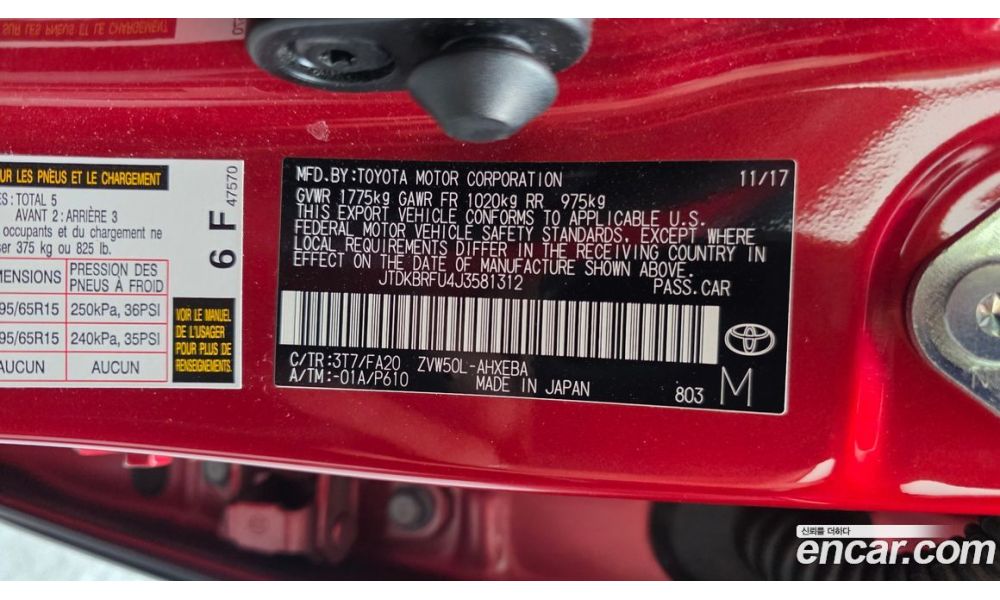 UR LES PNEUS ET LE CHARGEMENT
ES: TOTAL 5
AVANT 2: ARRIÈRE 3
occupants et du chargement ne
ser 375 kg ou 825 lb.
MENSIONS
PRESSION DES
PNEUS À FROID
95/65R15
250kPa, 36PSI
95/65R15
240kPa, 35PSI
AUCUN
AUCUN
47570
6 F
VOIR LE MANUEL
DE L'USAGER
POUR PLUS DE
RENSEIGNEMENTS
MFD.BY:TOYOTA MOTOR CORPORATION 11/17
GVWR 1775kg GAWR FR 1020kg RR 975kg
THIS EXPORT VEHICLE CONFORMS TO APPLICABLE U.S.
FEDERAL MOTOR VEHICLE SAFETY STANDARDS, EXCEPT WHERE
LOCAL REQUIREMENTS DIFFER IN THE RECEIVING COUNTRY IN
EFFECT ON THE DATE OF MANUFACTURE SHOWN ABOVE.
JTDKBRFU4J3581312 PASS.CAR
C/TR:3T7/FA20 ZVW50L-AHXEBA
A/TM:-01A/P610 MADE IN JAPAN 803 M
신뢰를 더하다
encar.com